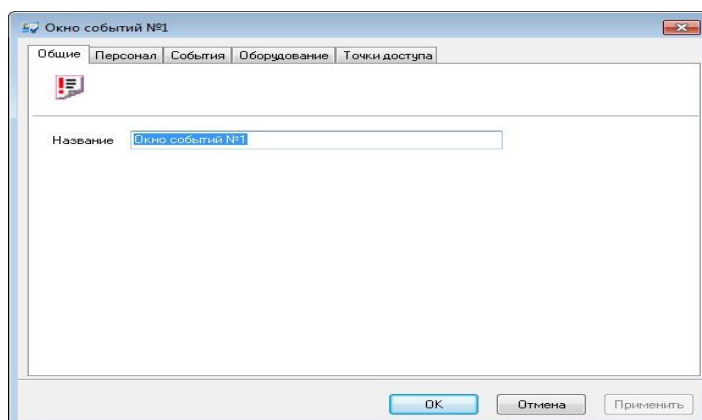 Окно событий №1
Общие Персонал События Оборудование Точки доступа
Название Окно событий №1
OK Отмена Применить